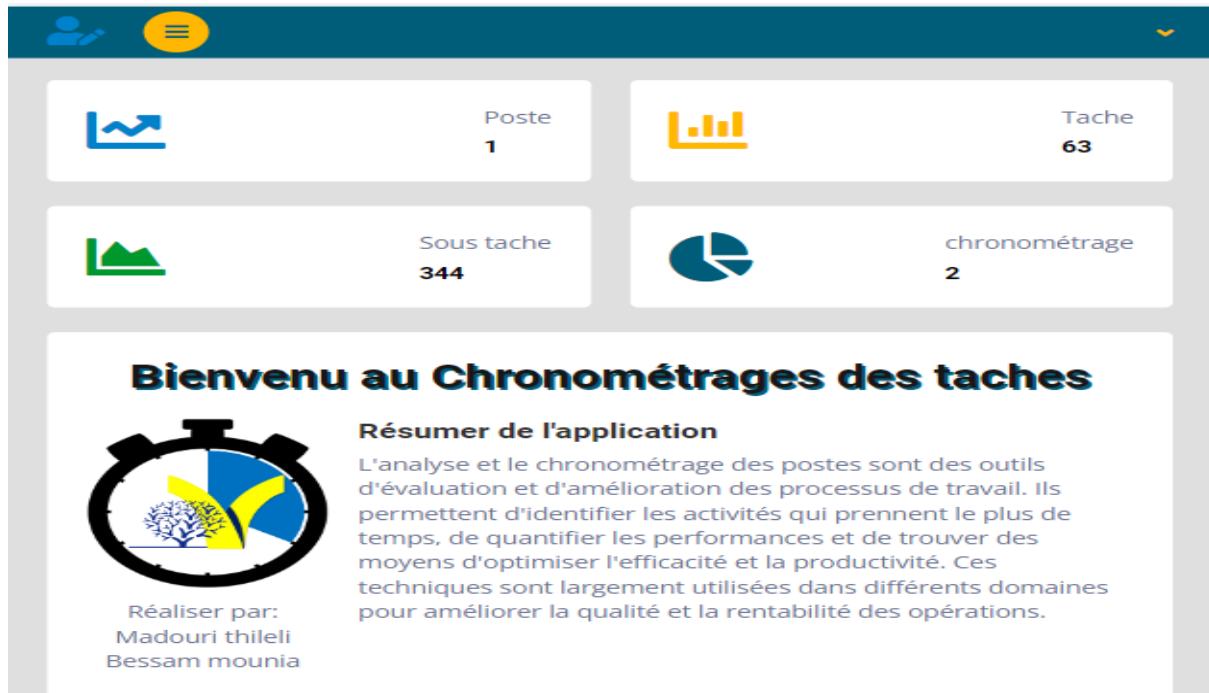 Poste
1
Tache
63
Sous tache
344
chronométrage
2
Bienvenu au Chronométrages des taches
Résumer de l'application
L'analyse et le chronométrage des postes sont des outils
d'évaluation et d'amélioration des processus de travail. Ils
permettent d'identifier les activités qui prennent le plus de
temps, de quantifier les performances et de trouver des
moyens d'optimiser l'efficacité et la productivité. Ces
techniques sont largement utilisées dans différents domaines
pour améliorer la qualité et la rentabilité des opérations.
Réaliser par:
Madouri thileli
Bessam mounia